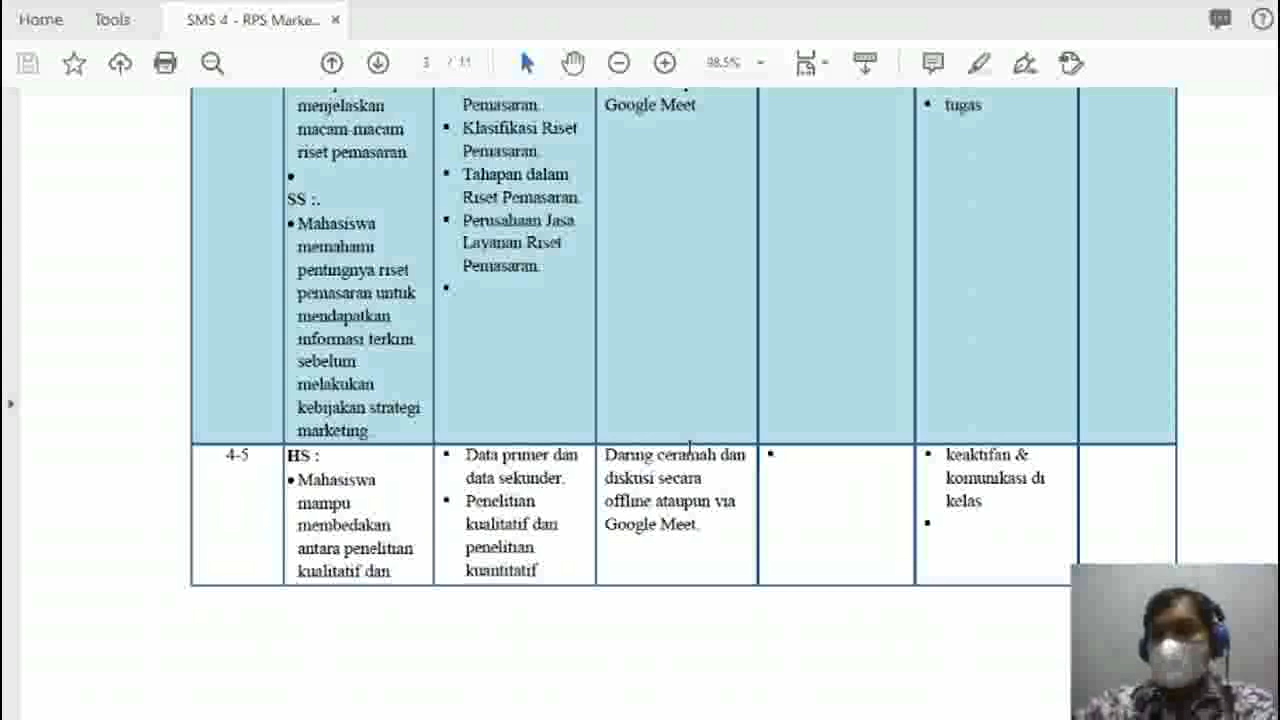 Home
Tools
SMS 4 - RPS Marke...
3 / 11
98.5%
menjelaskan
macam-macam
riset pemasaran
SS :.
• Mahasiswa
memahami
pentingnya riset
pemasaran untuk
mendapatkan
informasi terkini
sebelum
melakukan
kebijakan strategi
marketing.
Pemasaran.
▪ Klasifikasi Riset
Pemasaran.
▪ Tahapan dalam
Riset Pemasaran.
▪ Perusahaan Jasa
Layanan Riset
Pemasaran.
Google Meet
▪ tugas
4-5
HS :
• Mahasiswa
mampu
membedakan
antara penelitian
kualitatif dan
▪ Data primer dan
data sekunder.
▪ Penelitian
kualitatif dan
penelitian
kuantitatif
Daring ceramah dan
diskusi secara
offline ataupun via
Google Meet.
▪ keaktifan &
komunikasi di
kelas